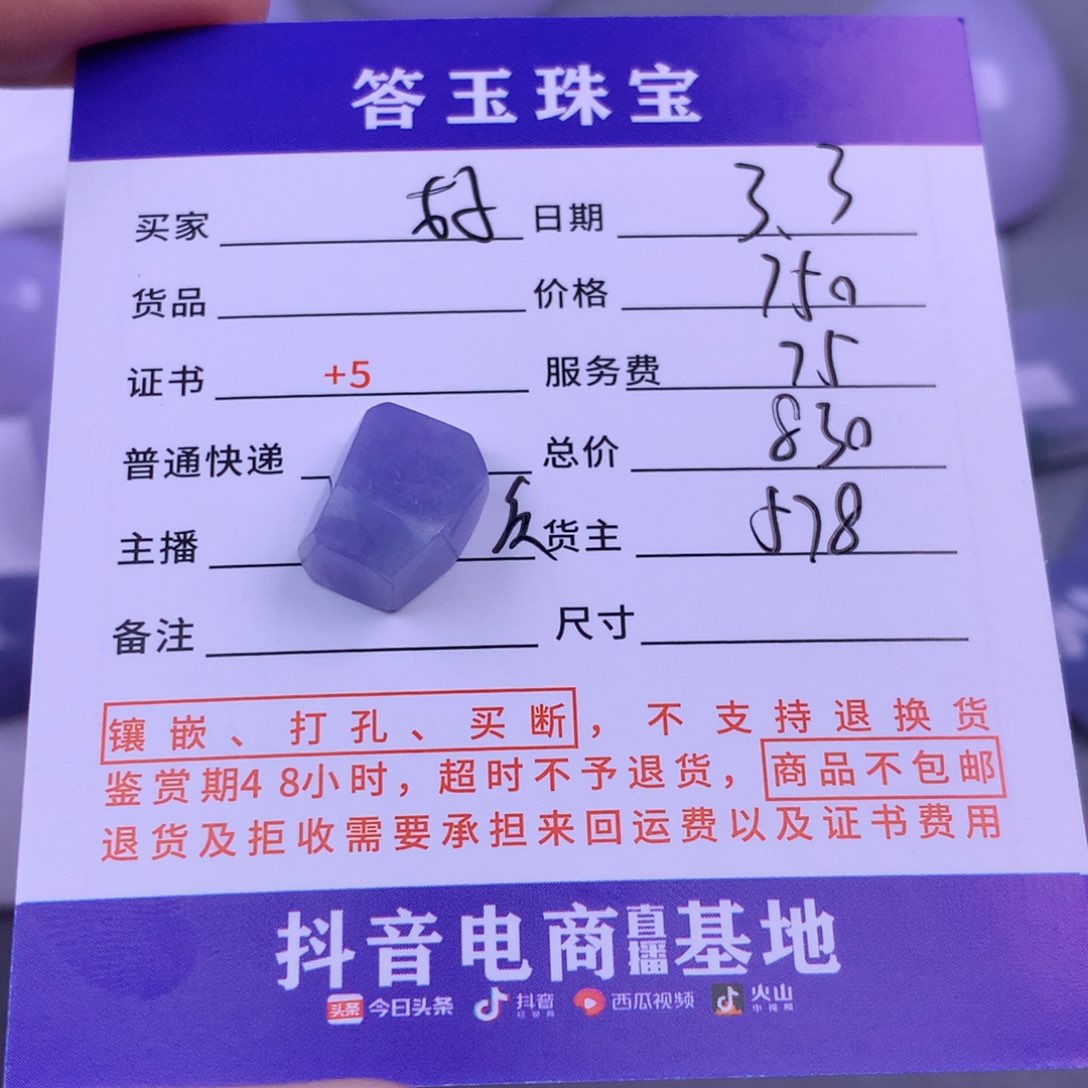 答玉珠宝
买家 日期 3.3
货品 价格 750
证书 +5 服务费 75
普通快递 总价 830
主播 货主 578
备注 尺寸
镶嵌、打孔、买断，不支持退换货
鉴赏期48小时，超时不予退货，商品不包邮
退货及拒收需要承担来回运费以及证书费用
抖音电商直播基地
头条 今日头条 抖音 西瓜视频 火山